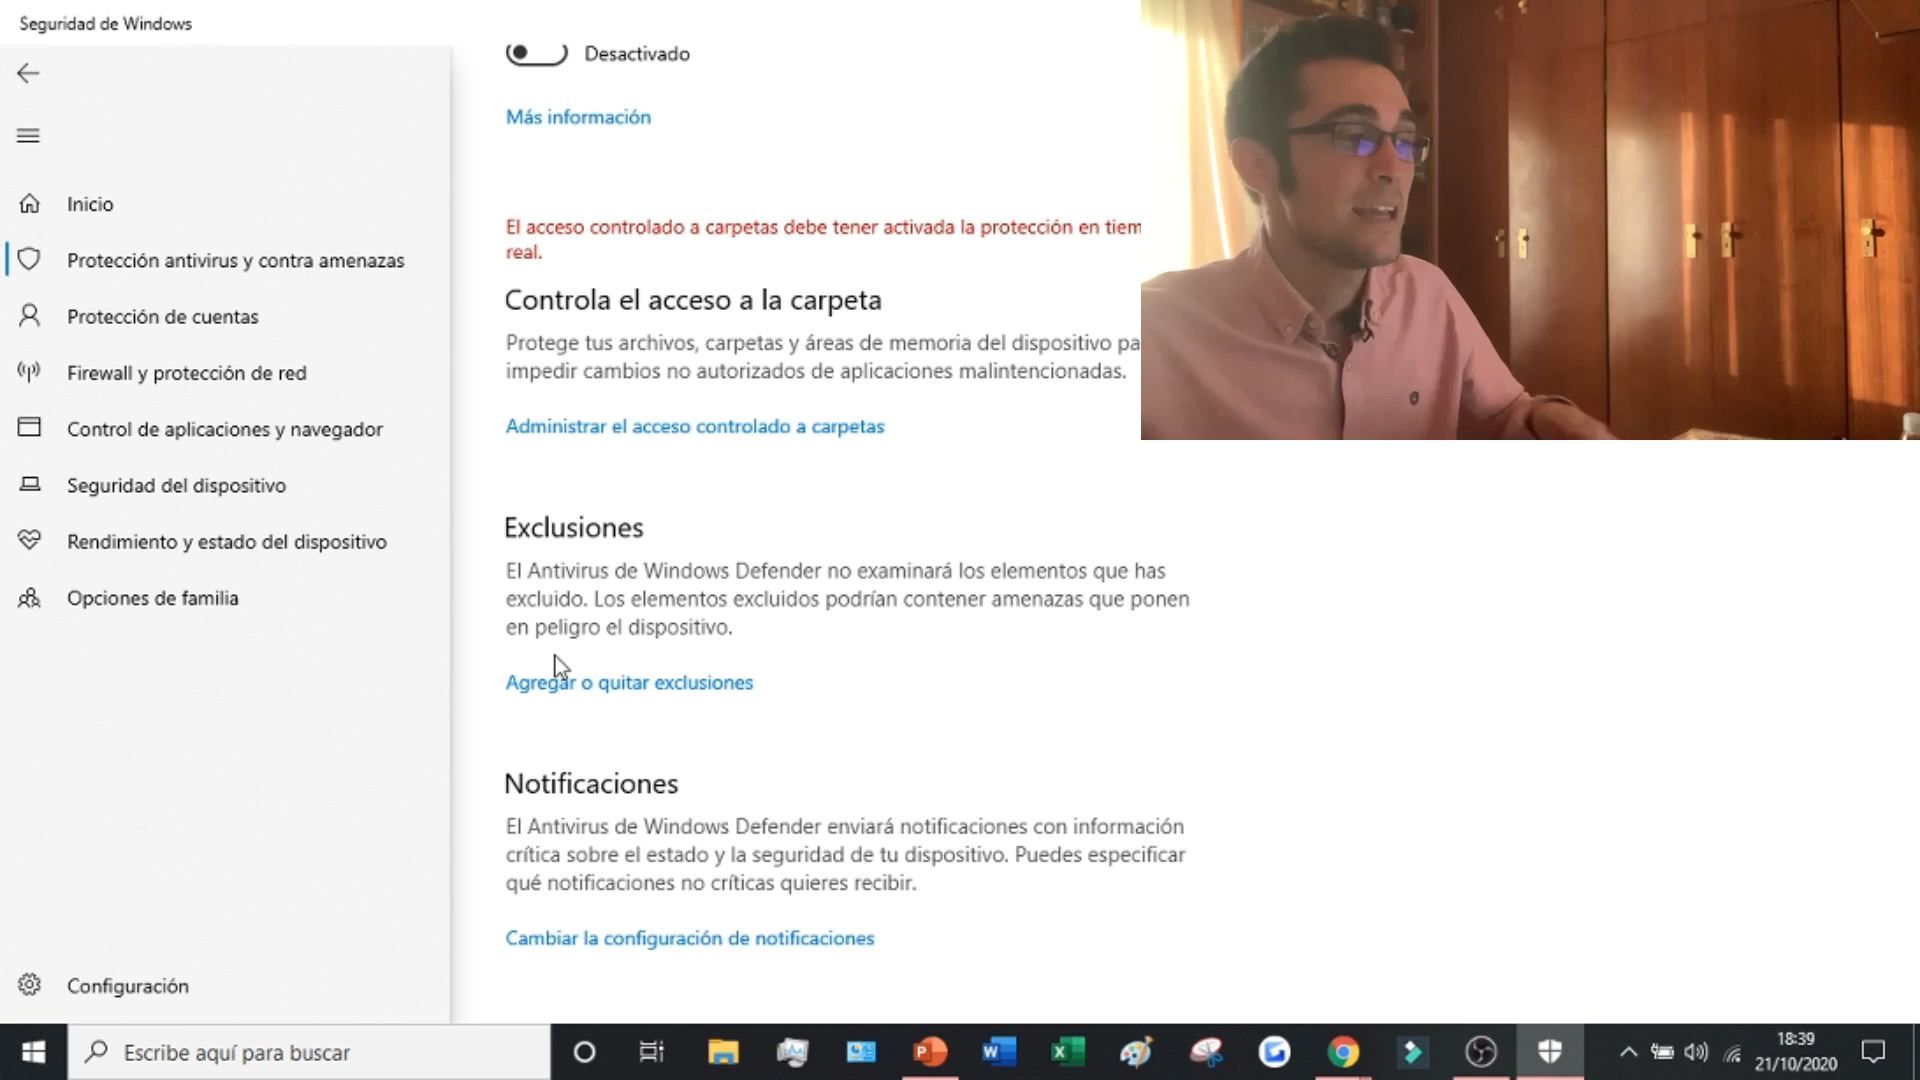 Seguridad de Windows
Desactivado
Más información
Inicio
Protección antivirus y contra amenazas
Protección de cuentas
Firewall y protección de red
Control de aplicaciones y navegador
Seguridad del dispositivo
Rendimiento y estado del dispositivo
Opciones de familia
Configuración
El acceso controlado a carpetas debe tener activada la protección en tiem
real.
Controla el acceso a la carpeta
Protege tus archivos, carpetas y áreas de memoria del dispositivo pa
impedir cambios no autorizados de aplicaciones malintencionadas.
Administrar el acceso controlado a carpetas
Exclusiones
El Antivirus de Windows Defender no examinará los elementos que has
excluido. Los elementos excluidos podrían contener amenazas que ponen
en peligro el dispositivo.
Agregar o quitar exclusiones
Notificaciones
El Antivirus de Windows Defender enviará notificaciones con información
crítica sobre el estado y la seguridad de tu dispositivo. Puedes especificar
qué notificaciones no críticas quieres recibir.
Cambiar la configuración de notificaciones
Escribe aquí para buscar
18:39
21/10/2020